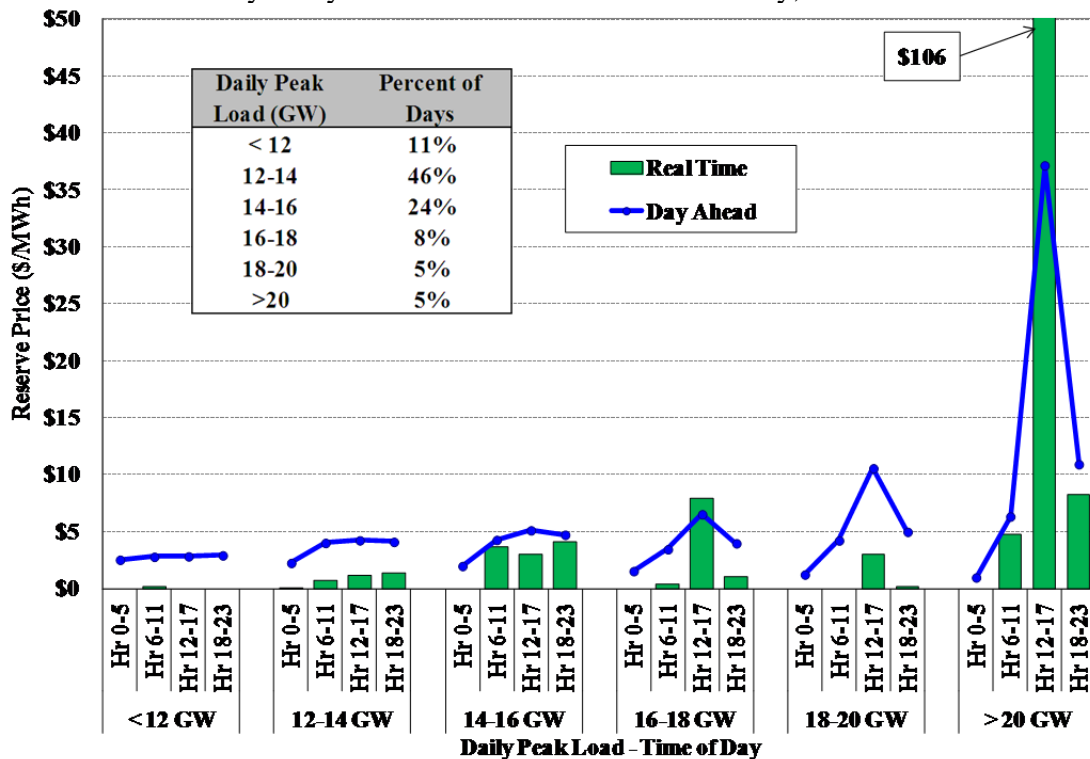 $50
$45
$40
$35
$30
$25
$20
$15
$10
$5
$0
Reserve Price ($/MWh)
$106
Daily Peak Load (GW) Percent of Days
< 12 11%
12-14 46%
14-16 24%
16-18 8%
18-20 5%
>20 5%
Real Time
Day Ahead
Hr 0-5 Hr 6-11 Hr 12-17 Hr 18-23 Hr 0-5 Hr 6-11 Hr 12-17 Hr 18-23 Hr 0-5 Hr 6-11 Hr 12-17 Hr 18-23 Hr 0-5 Hr 6-11 Hr 12-17 Hr 18-23 Hr 0-5 Hr 6-11 Hr 12-17 Hr 18-23 Hr 0-5 Hr 6-11 Hr 12-17 Hr 18-23
< 12 GW 12-14 GW 14-16 GW 16-18 GW 18-20 GW > 20 GW
Daily Peak Load - Time of Day